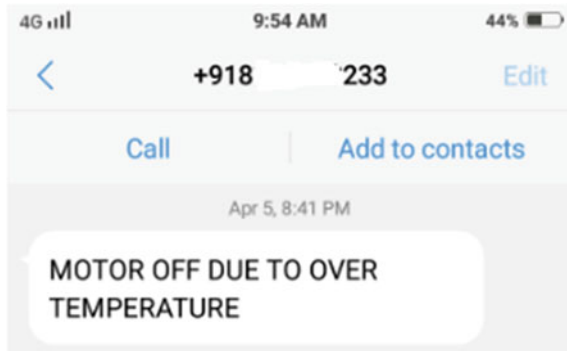 4G 9:54 AM 44%
+918 233 Edit
Call Add to contacts
Apr 5, 8:41 PM
MOTOR OFF DUE TO OVER
TEMPERATURE